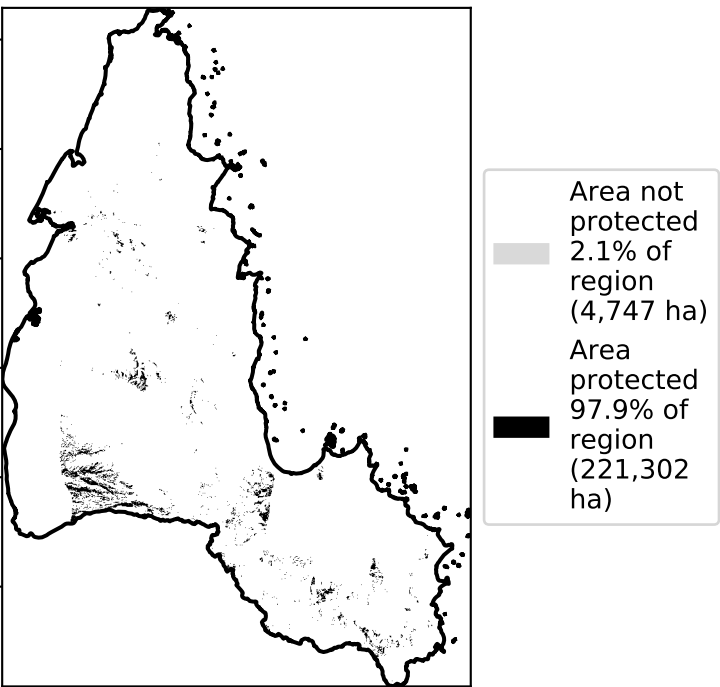 Area not
protected
2.1% of
region
(4,747 ha)
Area
protected
97.9% of
region
(221,302
ha)